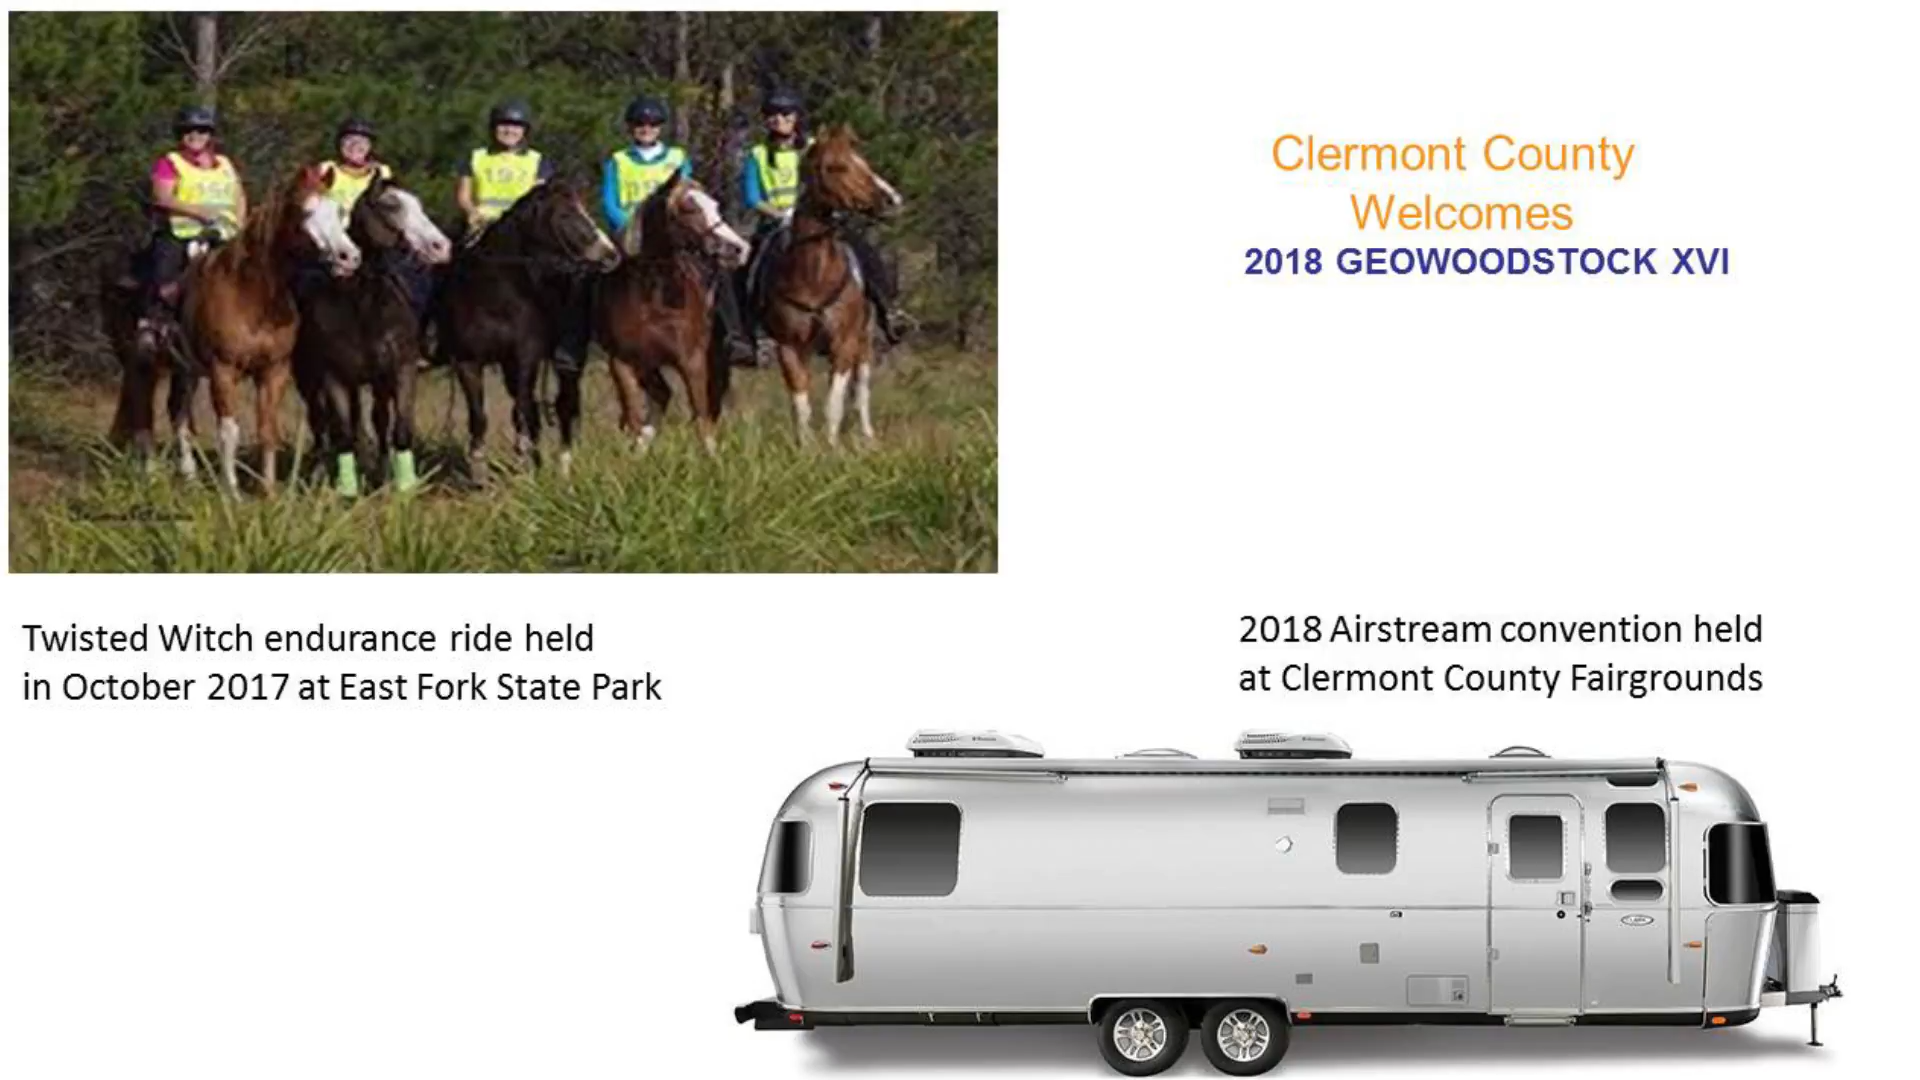 Clermont County
Welcomes
2018 GEOWOODSTOCK XVI
Twisted Witch endurance ride held
in October 2017 at East Fork State Park
2018 Airstream convention held
at Clermont County Fairgrounds